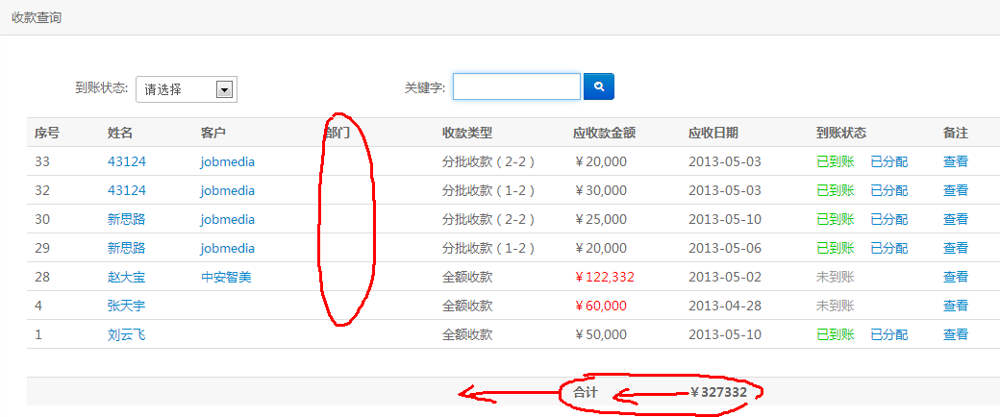 收款查询
到账状态: 请选择 关键字:
序号 姓名 客户 部门 收款类型 应收款金额 应收日期 到账状态 备注
33 43124 jobmedia 分批收款 ( 2-2 ) ￥20,000 2013-05-03 已到账 已分配 查看
32 43124 jobmedia 分批收款 ( 1-2 ) ￥30,000 2013-05-03 已到账 已分配 查看
30 新思路 jobmedia 分批收款 ( 2-2 ) ￥25,000 2013-05-10 已到账 已分配 查看
29 新思路 jobmedia 分批收款 ( 1-2 ) ￥20,000 2013-05-06 已到账 已分配 查看
28 赵大宝 中安智美 全额收款 ￥122,332 2013-05-02 未到账 查看
4 张天宇 全额收款 ￥60,000 2013-04-28 未到账 查看
1 刘云飞 全额收款 ￥50,000 2013-05-10 已到账 已分配 查看
合计 ￥327332